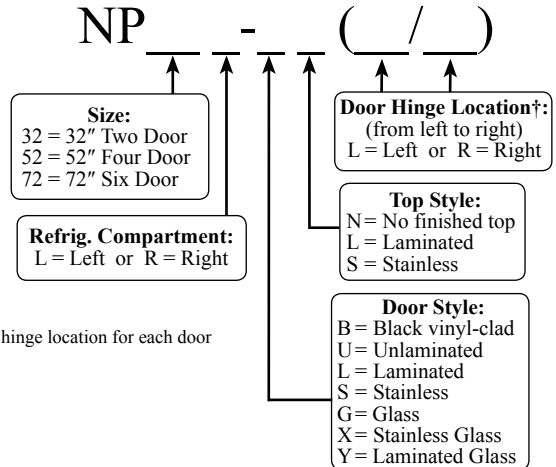 NP__ _-_ _ (__/__)
Size:
32 = 32″ Two Door
52 = 52″ Four Door
72 = 72″ Six Door
Refrig. Compartment:
L = Left or R = Right
Door Hinge Location†:
(from left to right)
L = Left or R = Right
Top Style:
N = No finished top
L = Laminated
S = Stainless
hinge location for each door
Door Style:
B = Black vinyl-clad
U = Unlaminated
L = Laminated
S = Stainless
G = Glass
X = Stainless Glass
Y = Laminated Glass